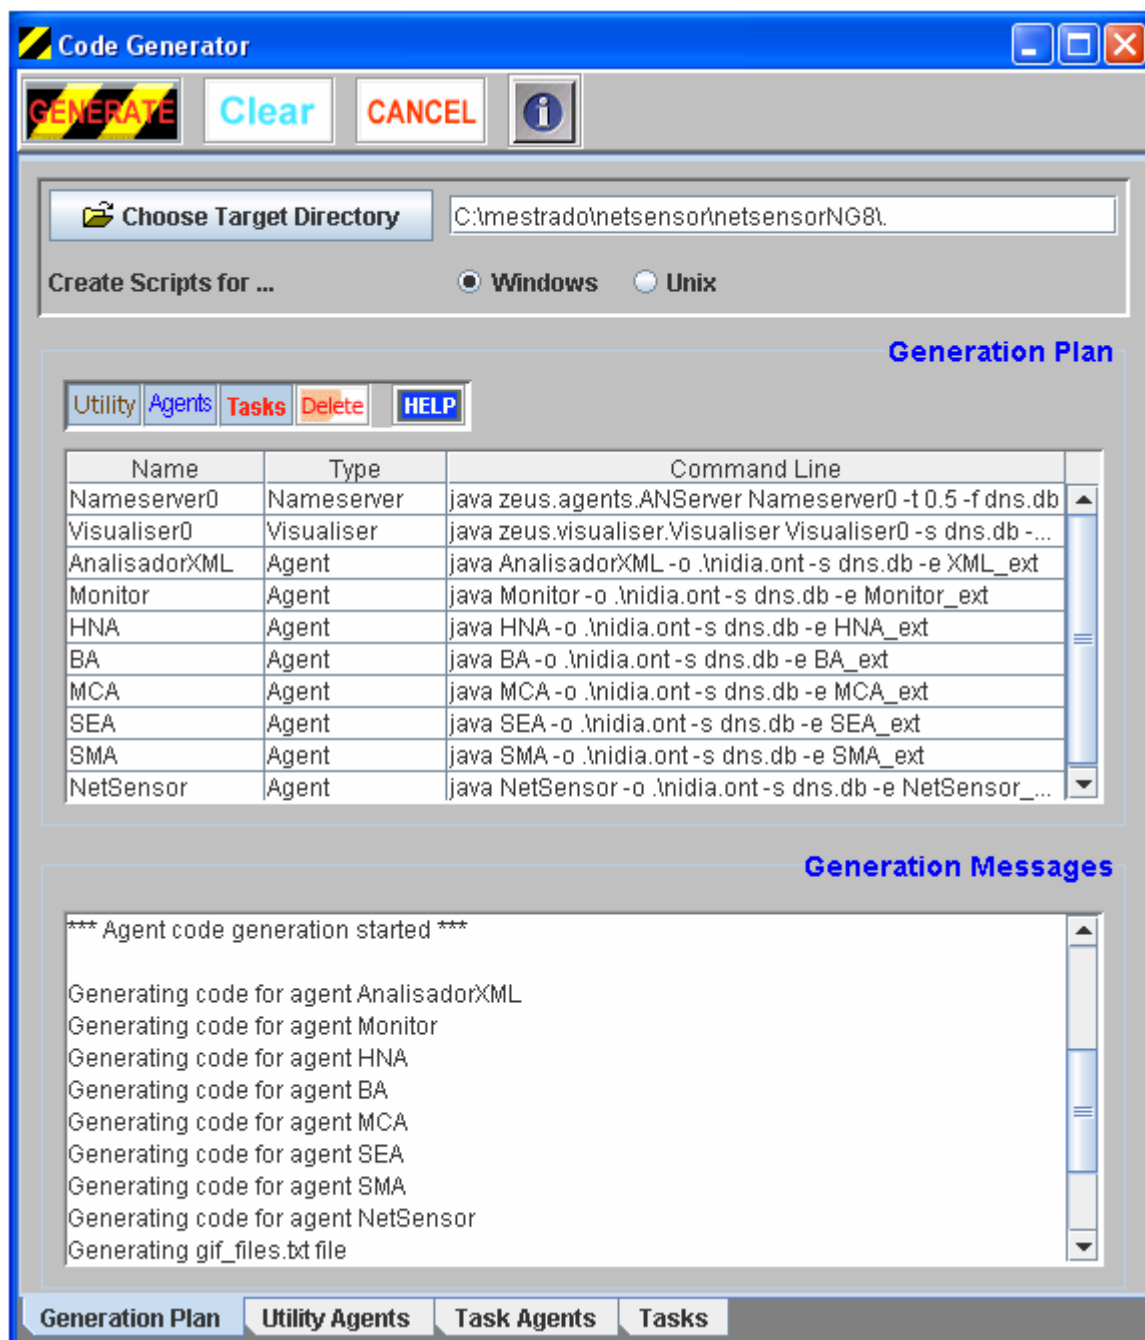 Code Generator
GENERATE Clear CANCEL i
Choose Target Directory C:\mestrado\netsensor\netsensorNG8\.
Create Scripts for ... Windows Unix
Generation Plan
Utility Agents Tasks Delete HELP
Name Type Command Line
Nameserver0 Nameserver java zeus.agents.ANServer Nameserver0 -t 0.5 -f dns.db
Visualiser0 Visualiser java zeus.visualiser.Visualiser Visualiser0 -s dns.db -...
AnalisadorXML Agent java AnalisadorXML -o .\nidia.ont -s dns.db -e XML_ext
Monitor Agent java Monitor -o .\nidia.ont -s dns.db -e Monitor_ext
HNA Agent java HNA -o .\nidia.ont -s dns.db -e HNA_ext
BA Agent java BA -o .\nidia.ont -s dns.db -e BA_ext
MCA Agent java MCA -o .\nidia.ont -s dns.db -e MCA_ext
SEA Agent java SEA -o .\nidia.ont -s dns.db -e SEA_ext
SMA Agent java SMA -o .\nidia.ont -s dns.db -e SMA_ext
NetSensor Agent java NetSensor -o .\nidia.ont -s dns.db -e NetSensor_...
Generation Messages
*** Agent code generation started ***
Generating code for agent AnalisadorXML
Generating code for agent Monitor
Generating code for agent HNA
Generating code for agent BA
Generating code for agent MCA
Generating code for agent SEA
Generating code for agent SMA
Generating code for agent NetSensor
Generating gif_files.txt file
Generation Plan Utility Agents Task Agents Tasks